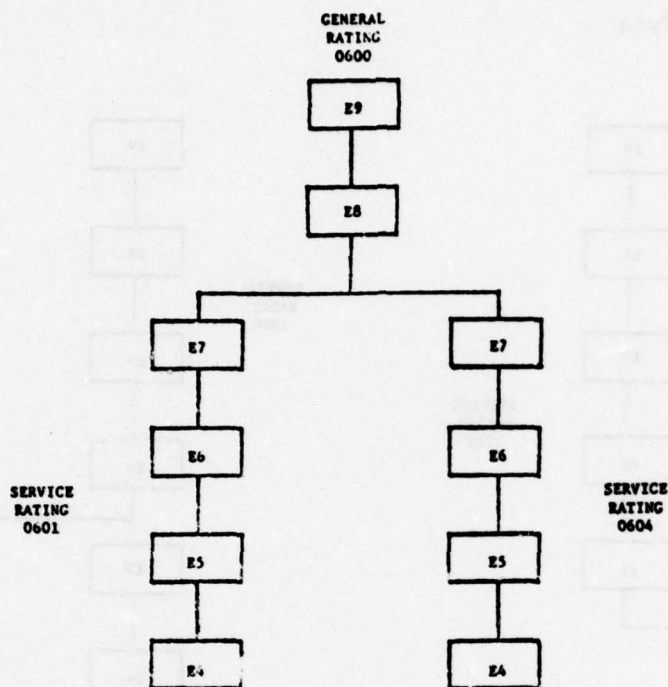 GENERAL
RATING
0600
E9
E8
E7 E7
E6 E6
SERVICE
RATING
0601
SERVICE
RATING
0604
E5 E5
E4 E4